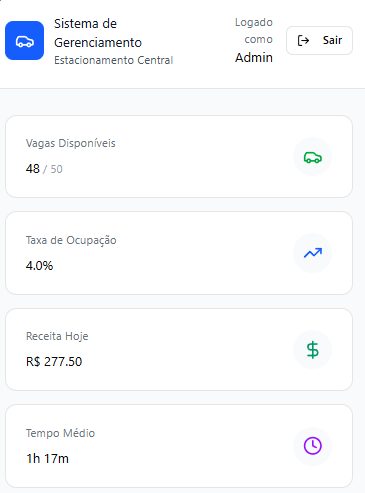 Sistema de
Gerenciamento
Estacionamento Central
Logado
como
Admin
Sair
Vagas Disponíveis
48 / 50
Taxa de Ocupação
4.0%
Receita Hoje
R$ 277.50
Tempo Médio
1h 17m